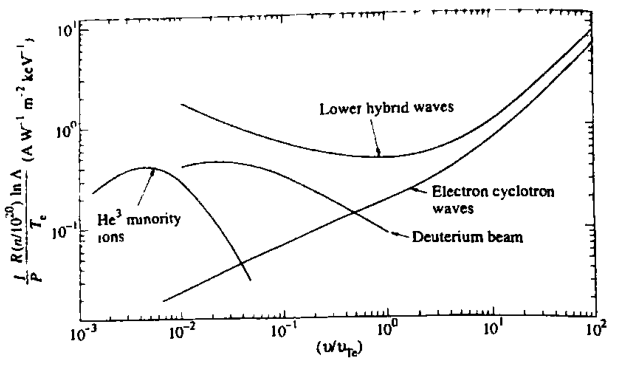 I/P R(n/10²⁰) ln Λ / Tₑ (A W⁻¹ m⁻² keV⁻¹)
10¹
10⁰
10⁻¹
Lower hybrid waves
He³ minority
ions
Electron cyclotron
waves
Deuterium beam
10⁻³ 10⁻² 10⁻¹ 10⁰ 10¹ 10²
(υ/υTe)